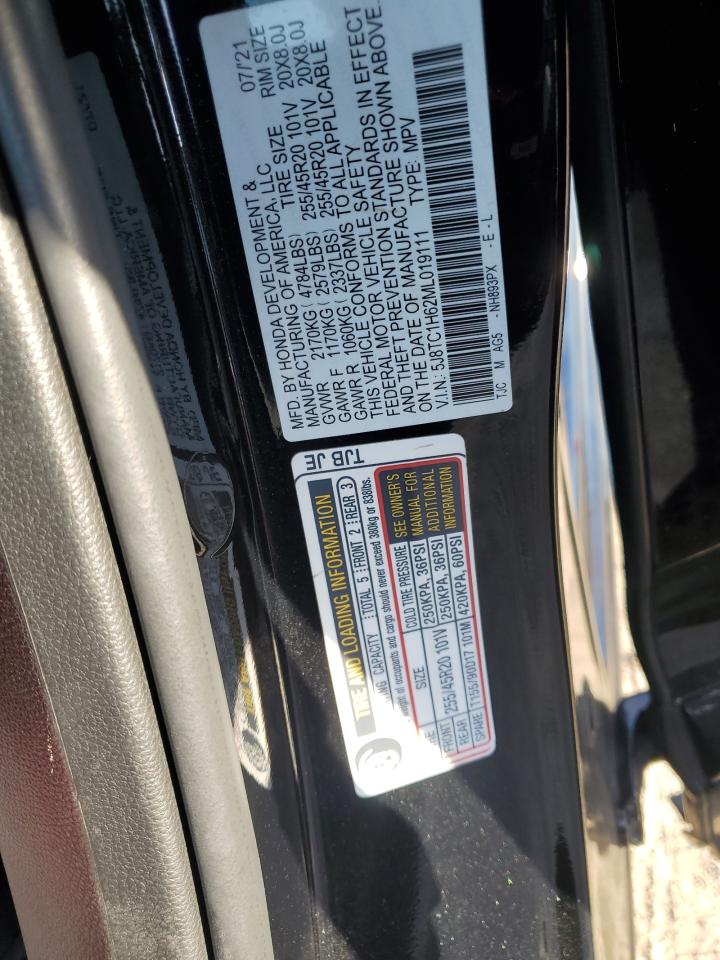 MFD. BY HONDA DEVELOPMENT & 07/'21
MANUFACTURING OF AMERICA, LLC
TIRE SIZE RIM SIZE
GVWR 2170KG ( 4784LBS)
GAWR F 1170KG ( 2579LBS) 255/45R20 101V 20X8.0J
GAWR R 1060KG ( 2337LBS) 255/45R20 101V 20X8.0J
THIS VEHICLE CONFORMS TO ALL APPLICABLE
FEDERAL MOTOR VEHICLE SAFETY
AND THEFT PREVENTION STANDARDS IN EFFECT
ON THE DATE OF MANUFACTURE SHOWN ABOVE.
V.I.N.: 5J8TC1H62ML019111 TYPE: MPV
TJC M AG5 -NH893PX -E-L
TJB JE
TIRE AND LOADING INFORMATION
CAPACITY TOTAL 5 FRONT 2 REAR 3
of occupants and cargo should never exceed 380kg or 838lbs.
SIZE COLD TIRE PRESSURE
FRONT 255/45R20 101V 250KPA, 36PSI
REAR 250KPA, 36PSI
SPARE T155/90D17 101M 420KPA, 60PSI
SEE OWNER'S
MANUAL FOR
ADDITIONAL
INFORMATION